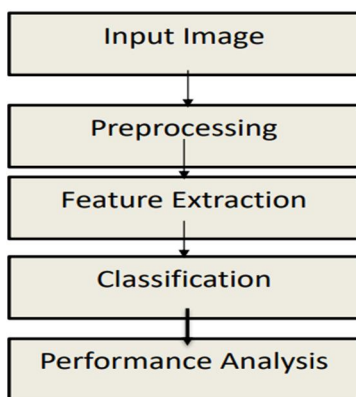 Input Image
Preprocessing
Feature Extraction
Classification
Performance Analysis